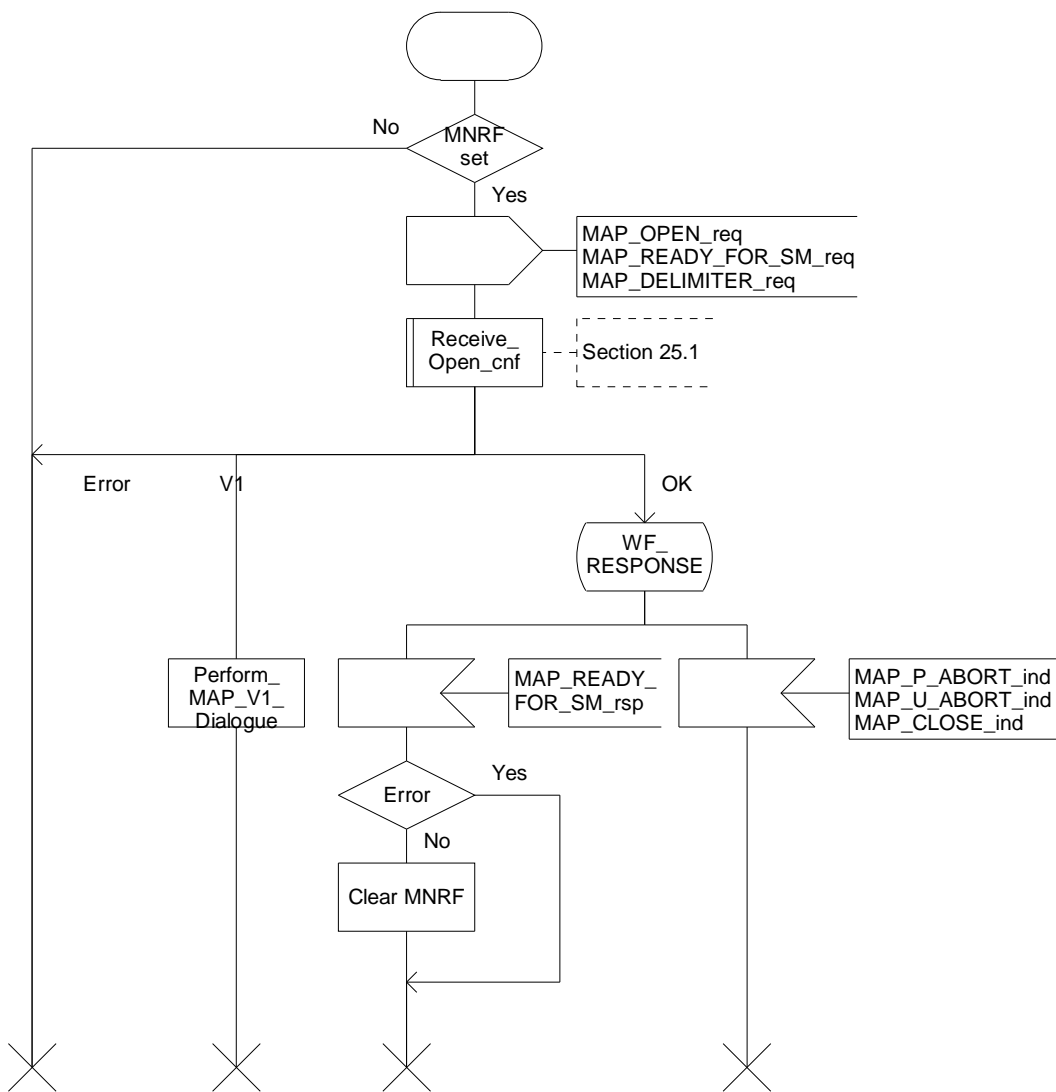 No
MNRF
set
Yes
MAP_OPEN_req
MAP_READY_FOR_SM_req
MAP_DELIMITER_req
Receive_
Open_cnf
Section 25.1
Error
V1
OK
WF_
RESPONSE
Perform_
MAP_V1_
Dialogue
MAP_READY_
FOR_SM_rsp
MAP_P_ABORT_ind
MAP_U_ABORT_ind
MAP_CLOSE_ind
Error
Yes
No
Clear MNRF